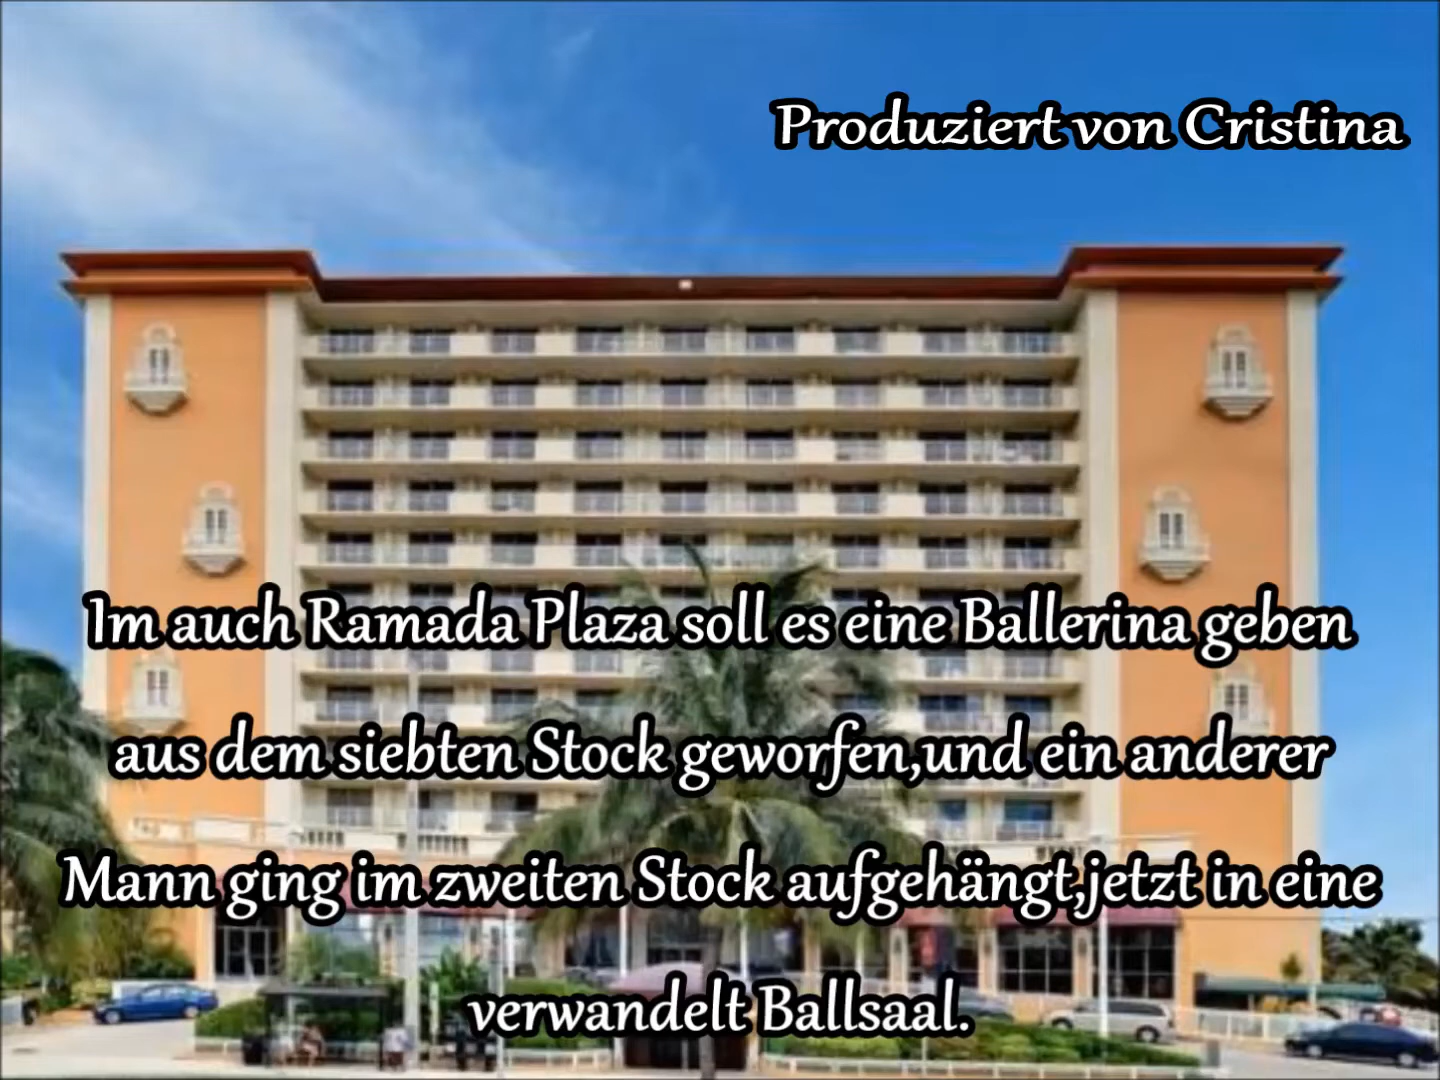 Produziert von Cristina
Im auch Ramada Plaza soll es eine Ballerina geben
aus dem siebten Stock geworfen,und ein anderer
Mann ging im zweiten Stock aufgehängt,jetzt in eine
verwandelt Ballsaal.